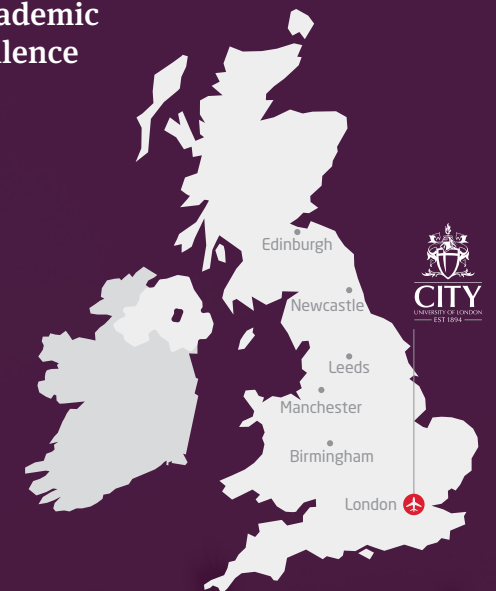 ademic
llence
Edinburgh
CITY
UNIVERSITY OF LONDON
EST 1894
Newcastle
Leeds
Manchester
Birmingham
London